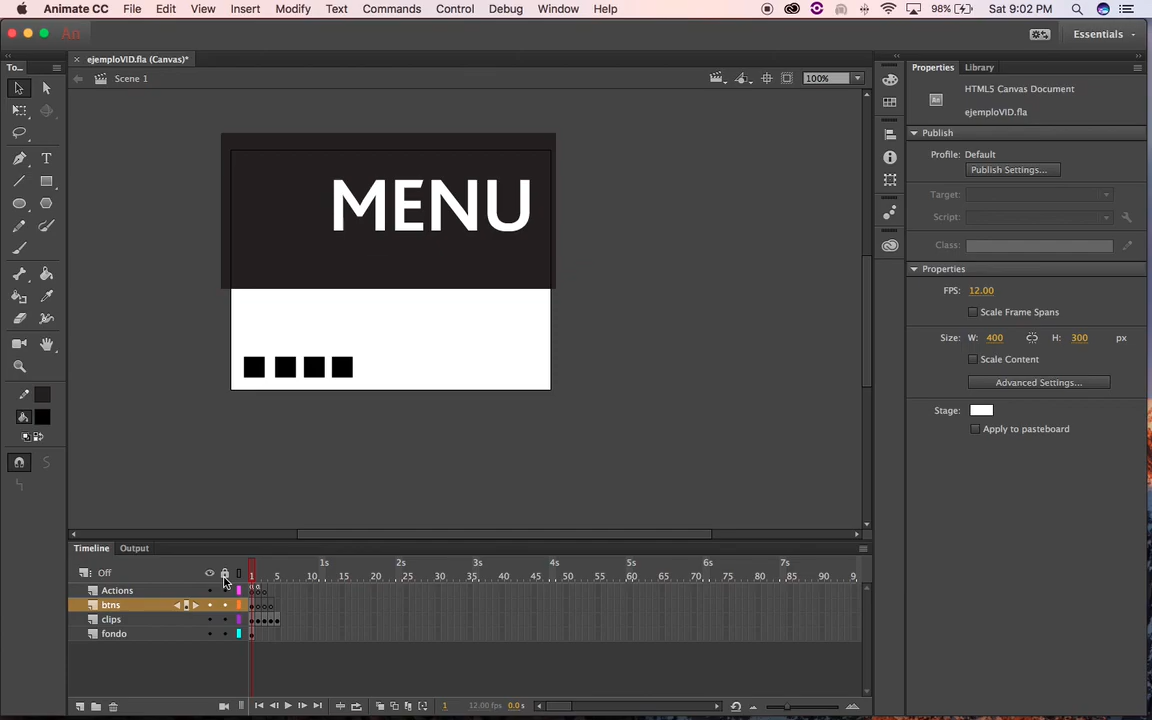 Animate CC File Edit View Insert Modify Text Commands Control Debug Window Help 98% Sat 9:02 PM
An Essentials
To... × ejemploVID.fla (Canvas)* Properties Library
Scene 1 100%
HTML5 Canvas Document
An
ejemploVID.fla
Publish
Profile: Default
Publish Settings...
Target:
Script:
Class:
Properties
FPS: 12.00
Scale Frame Spans
Size: W: 400 H: 300 px
Scale Content
Advanced Settings...
Stage:
Apply to pasteboard
MENU
T
Timeline Output
1s 2s 3s 4s 5s 6s 7s
Off 1 5 10 15 20 25 30 35 40 45 50 55 60 65 70 75 80 85 90 9
Actions
btns
clips
fondo
1 12.00 fps 0.0 s